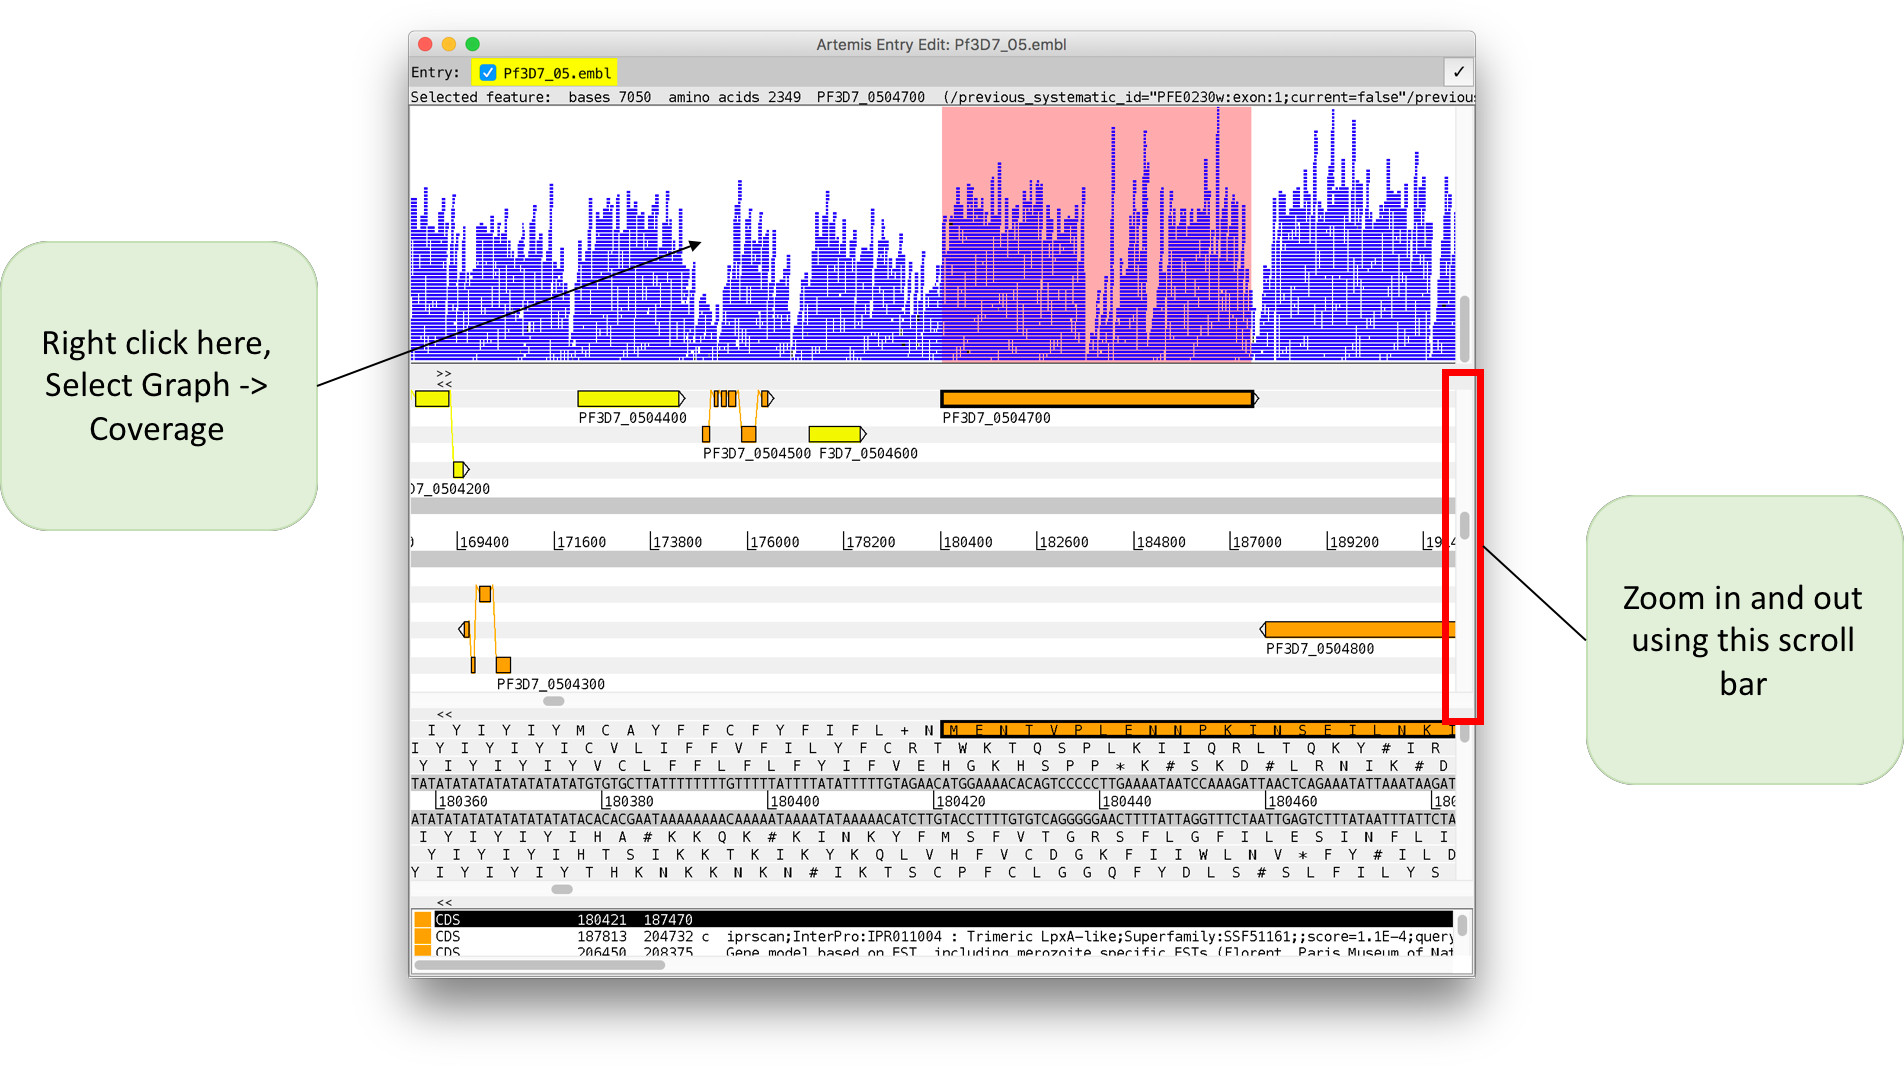 Artemis Entry Edit: Pf3D7_05.embl
Entry: Pf3D7_05.embl
Selected feature: bases 7050 amino acids 2349 PF3D7_0504700 (/previous_systematic_id="PFE0230w:exon:1;current=false"/previou
Right click here,
Select Graph ->
Coverage
>>
<<
PF3D7_0504400
PF3D7_0504700
PF3D7_0504500 F3D7_0504600
D7_0504200
169400 171600 173800 176000 178200 180400 182600 184800 187000 189200
PF3D7_0504800
PF3D7_0504300
Zoom in and out
using this scroll
bar
<<
I Y I Y I Y M C A Y F F C F Y F I F L + N M E N T V P L E N N P K I N S E I L N K
I Y I Y I Y I C V L I F F V F I L Y F C R T W K T Q S P L K I I Q R L T Q K Y # I R
Y I Y I Y I Y V C L F F L F L F Y I F V E H G K H S P P * K # S K D # L R N I K # D
TATATATATATATATATATATGTGTGCTTATTTTTTTTGTTTTTATTTTATATTTTTGTAGAACATGGAAAACACAGTCCCCCTTGAAAATAATCCAAAGATTAACTCAGAAATATTAAATAAGAT
180360 180380 180400 180420 180440 180460 180
ATATATATATATATATATATACACACGAATAAAAAAAACAAAAATAAAATATAAAAACATCTTGTACCTTTTGTGTCAGGGGGAACTTTTATTAGGTTTCTAATTGAGTCTTTATAATTTATTCTA
I Y I Y I Y I H A # K K Q K # K I N K Y F M S F V T G R S F L G F I L E S I N F L I
Y I Y I Y I H T S I K K T K I K Y K Q L V H F V C D G K F I I W L N V * F Y # I L D
Y I Y I Y I Y T H K N K K N K N # I K T S C P F C L G G Q F Y D L S # S L F I L Y S
<<
CDS 180421 187470
CDS 187813 204732 c iprscan;InterPro:IPR011004 : Trimeric LpxA-like;Superfamily:SSF51161;;score=1.1E-4;query
CDS 206450 208375 Gene model based on EST, including merozoite specific ESTs (Florent, Paris Museum of Nat